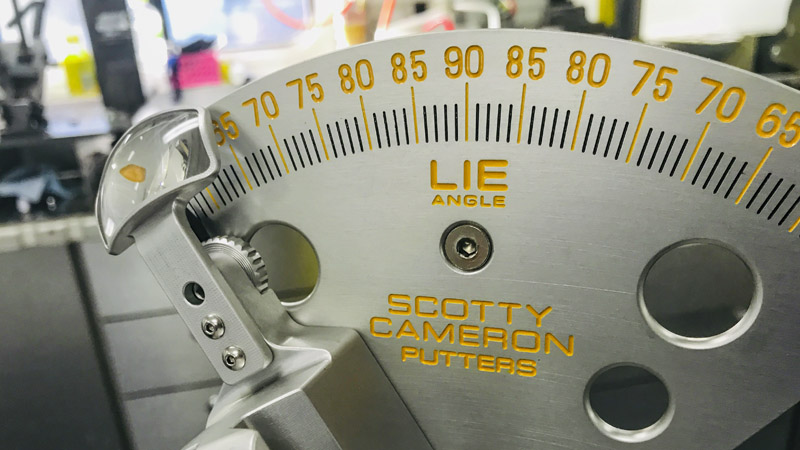 65 70 75 80 85 90 85 80 75 70 65
LIE
ANGLE
SCOTTY
CAMERON
PUTTERS